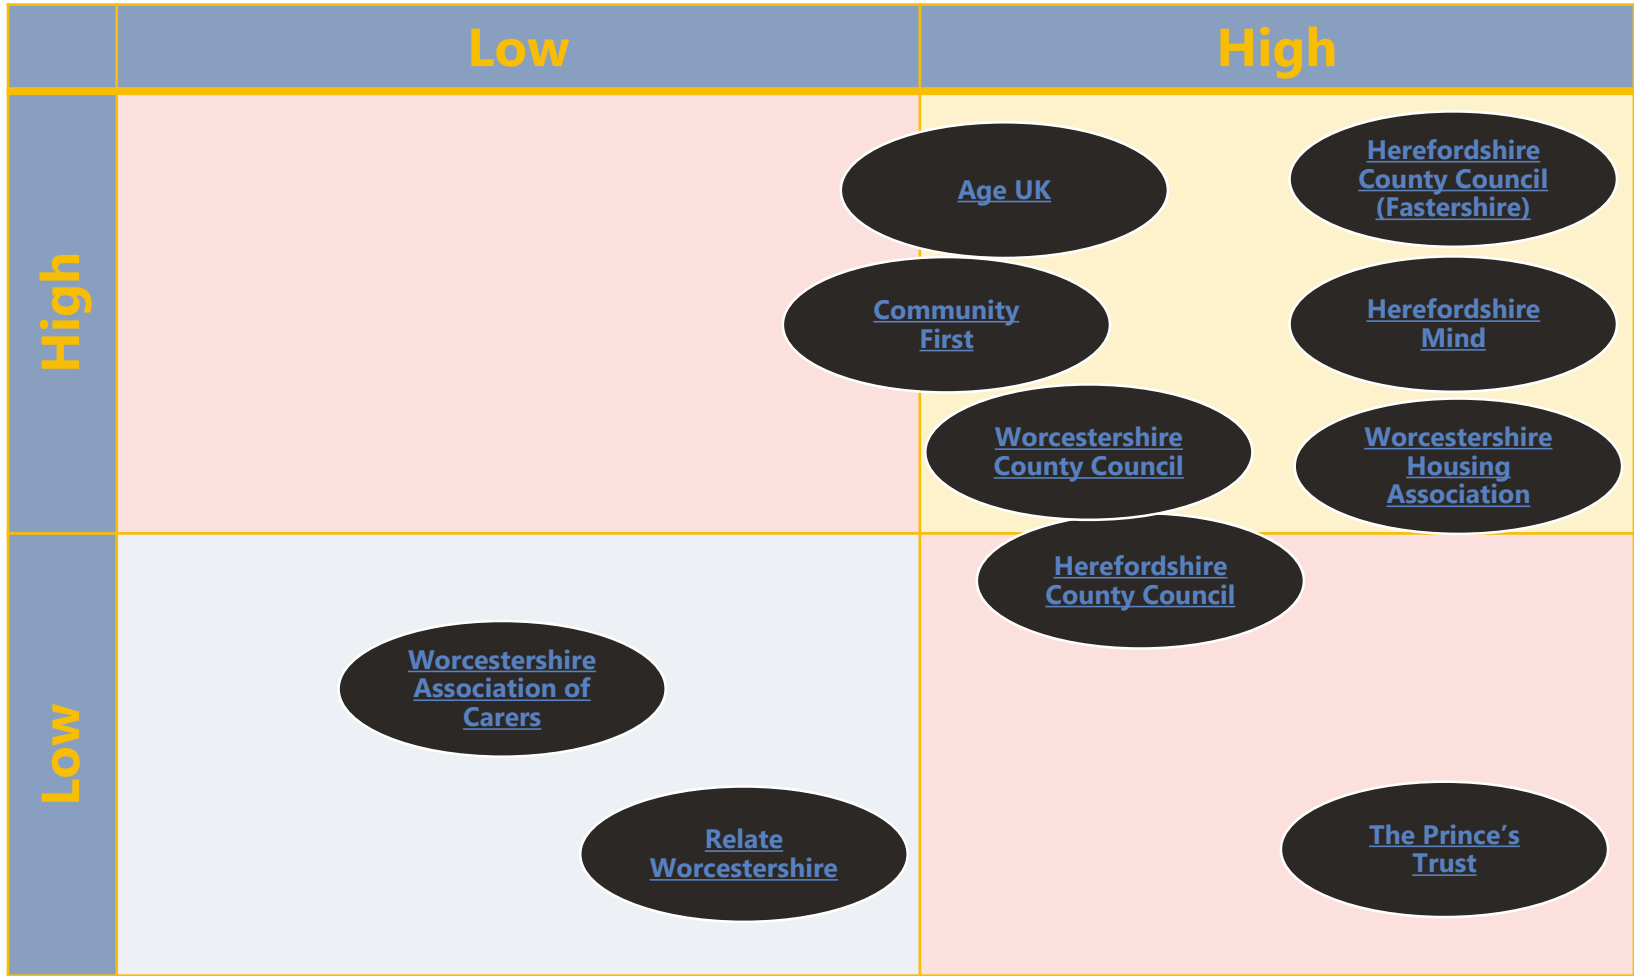 Low
High
High
Age UK
Herefordshire
County Council
(Fastershire)
Community
First
Herefordshire
Mind
Worcestershire
County Council
Worcestershire
Housing
Association
Low
Herefordshire
County Council
Worcestershire
Association of
Carers
Relate
Worcestershire
The Prince’s
Trust